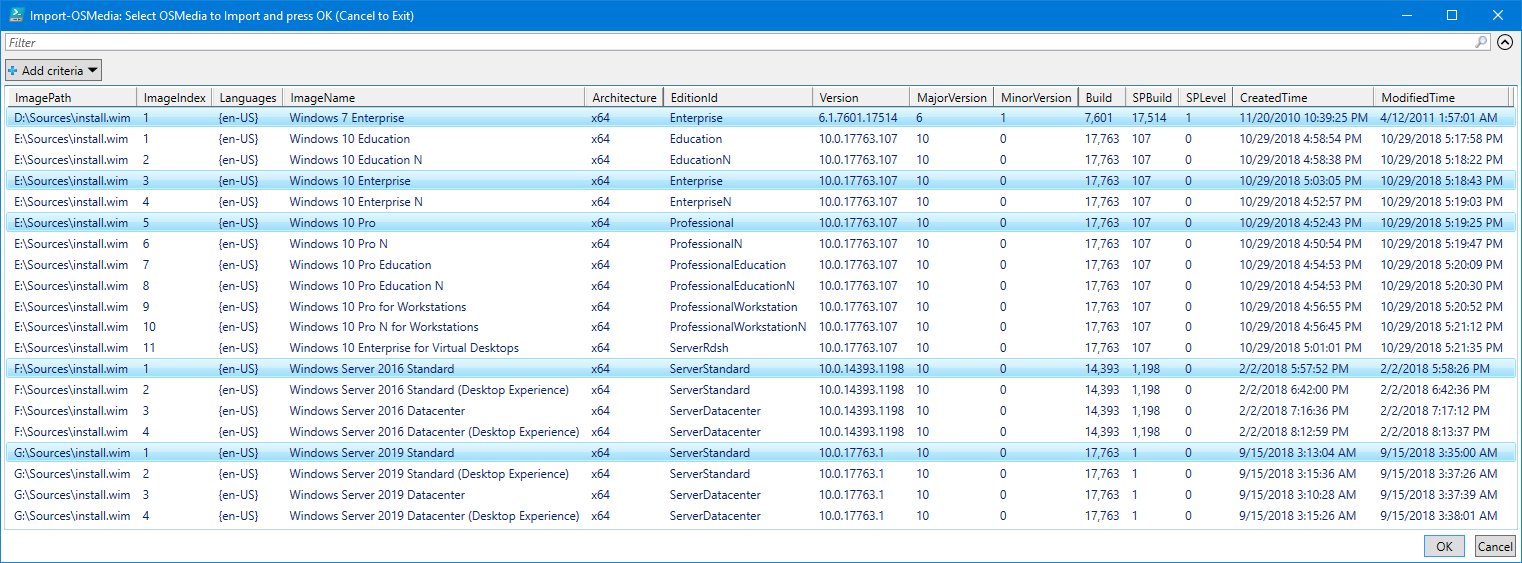 Import-OSMedia: Select OSMedia to Import and press OK (Cancel to Exit)
Filter
Add criteria
ImagePath ImageIndex Languages ImageName Architecture EditionId Version MajorVersion MinorVersion Build SPBuild SPLevel CreatedTime ModifiedTime
D:\Sources\install.wim 1 {en-US} Windows 7 Enterprise x64 Enterprise 6.1.7601.17514 6 1 7,601 17,514 1 11/20/2010 10:39:25 PM 4/12/2011 1:57:01 AM
E:\Sources\install.wim 1 {en-US} Windows 10 Education x64 Education 10.0.17763.107 10 0 17,763 107 0 10/29/2018 4:58:54 PM 10/29/2018 5:17:58 PM
E:\Sources\install.wim 2 {en-US} Windows 10 Education N x64 EducationN 10.0.17763.107 10 0 17,763 107 0 10/29/2018 4:58:38 PM 10/29/2018 5:18:22 PM
E:\Sources\install.wim 3 {en-US} Windows 10 Enterprise x64 Enterprise 10.0.17763.107 10 0 17,763 107 0 10/29/2018 5:03:05 PM 10/29/2018 5:18:43 PM
E:\Sources\install.wim 4 {en-US} Windows 10 Enterprise N x64 EnterpriseN 10.0.17763.107 10 0 17,763 107 0 10/29/2018 4:52:57 PM 10/29/2018 5:19:03 PM
E:\Sources\install.wim 5 {en-US} Windows 10 Pro x64 Professional 10.0.17763.107 10 0 17,763 107 0 10/29/2018 4:52:43 PM 10/29/2018 5:19:25 PM
E:\Sources\install.wim 6 {en-US} Windows 10 Pro N x64 ProfessionalN 10.0.17763.107 10 0 17,763 107 0 10/29/2018 4:50:54 PM 10/29/2018 5:19:47 PM
E:\Sources\install.wim 7 {en-US} Windows 10 Pro Education x64 ProfessionalEducation 10.0.17763.107 10 0 17,763 107 0 10/29/2018 4:54:53 PM 10/29/2018 5:20:09 PM
E:\Sources\install.wim 8 {en-US} Windows 10 Pro Education N x64 ProfessionalEducationN 10.0.17763.107 10 0 17,763 107 0 10/29/2018 4:54:53 PM 10/29/2018 5:20:30 PM
E:\Sources\install.wim 9 {en-US} Windows 10 Pro for Workstations x64 ProfessionalWorkstation 10.0.17763.107 10 0 17,763 107 0 10/29/2018 4:56:55 PM 10/29/2018 5:20:52 PM
E:\Sources\install.wim 10 {en-US} Windows 10 Pro N for Workstations x64 ProfessionalWorkstationN 10.0.17763.107 10 0 17,763 107 0 10/29/2018 4:56:45 PM 10/29/2018 5:21:12 PM
E:\Sources\install.wim 11 {en-US} Windows 10 Enterprise for Virtual Desktops x64 ServerRdsh 10.0.17763.107 10 0 17,763 107 0 10/29/2018 5:01:01 PM 10/29/2018 5:21:35 PM
F:\Sources\install.wim 1 {en-US} Windows Server 2016 Standard x64 ServerStandard 10.0.14393.1198 10 0 14,393 1,198 0 2/2/2018 5:57:52 PM 2/2/2018 5:58:26 PM
F:\Sources\install.wim 2 {en-US} Windows Server 2016 Standard (Desktop Experience) x64 ServerStandard 10.0.14393.1198 10 0 14,393 1,198 0 2/2/2018 6:42:00 PM 2/2/2018 6:42:36 PM
F:\Sources\install.wim 3 {en-US} Windows Server 2016 Datacenter x64 ServerDatacenter 10.0.14393.1198 10 0 14,393 1,198 0 2/2/2018 7:16:36 PM 2/2/2018 7:17:12 PM
F:\Sources\install.wim 4 {en-US} Windows Server 2016 Datacenter (Desktop Experience) x64 ServerDatacenter 10.0.14393.1198 10 0 14,393 1,198 0 2/2/2018 8:12:59 PM 2/2/2018 8:13:37 PM
G:\Sources\install.wim 1 {en-US} Windows Server 2019 Standard x64 ServerStandard 10.0.17763.1 10 0 17,763 1 0 9/15/2018 3:13:04 AM 9/15/2018 3:35:00 AM
G:\Sources\install.wim 2 {en-US} Windows Server 2019 Standard (Desktop Experience) x64 ServerStandard 10.0.17763.1 10 0 17,763 1 0 9/15/2018 3:15:36 AM 9/15/2018 3:37:26 AM
G:\Sources\install.wim 3 {en-US} Windows Server 2019 Datacenter x64 ServerDatacenter 10.0.17763.1 10 0 17,763 1 0 9/15/2018 3:10:28 AM 9/15/2018 3:37:39 AM
G:\Sources\install.wim 4 {en-US} Windows Server 2019 Datacenter (Desktop Experience) x64 ServerDatacenter 10.0.17763.1 10 0 17,763 1 0 9/15/2018 3:15:26 AM 9/15/2018 3:38:01 AM
OK Cancel